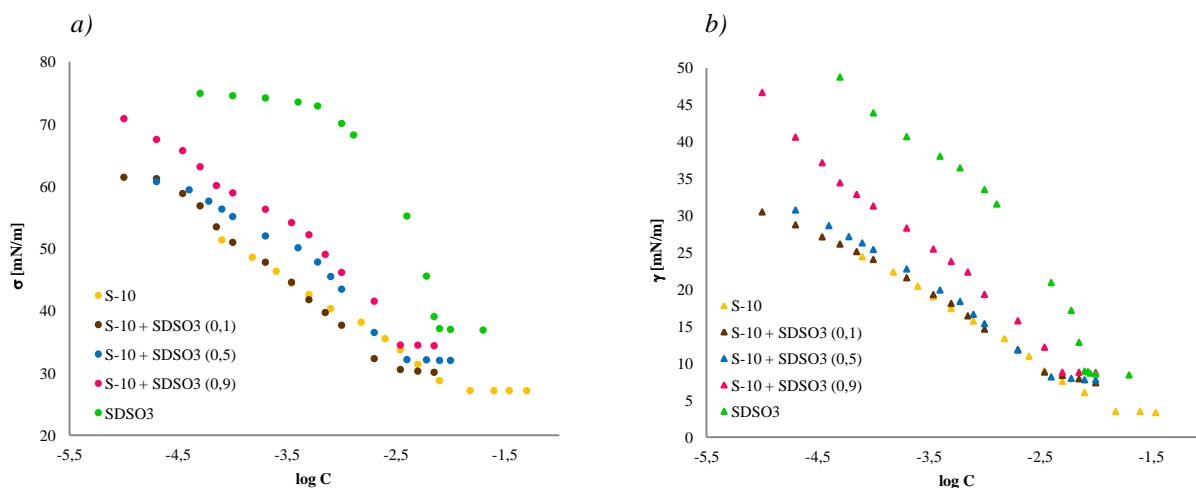 a)
80
70
60
50
40
30
20
σ [mN/m]
S-10
S-10 + SDSO3 (0,1)
S-10 + SDSO3 (0,5)
S-10 + SDSO3 (0,9)
SDSO3
-5,5 -4,5 -3,5 -2,5 -1,5
log C
b)
50
45
40
35
30
25
20
15
10
5
0
γ [mN/m]
S-10
S-10 + SDSO3 (0,1)
S-10 + SDSO3 (0,5)
S-10 + SDSO3 (0,9)
SDSO3
-5,5 -4,5 -3,5 -2,5 -1,5
log C